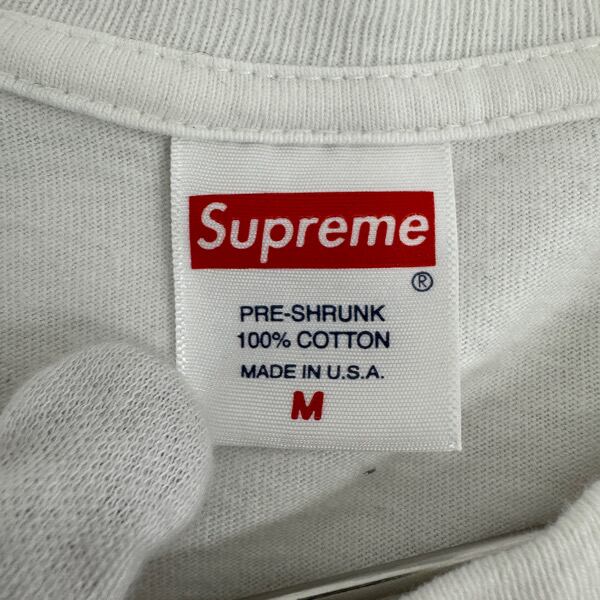 Supreme
®
PRE-SHRUNK
100% COTTON
MADE IN U.S.A.
M